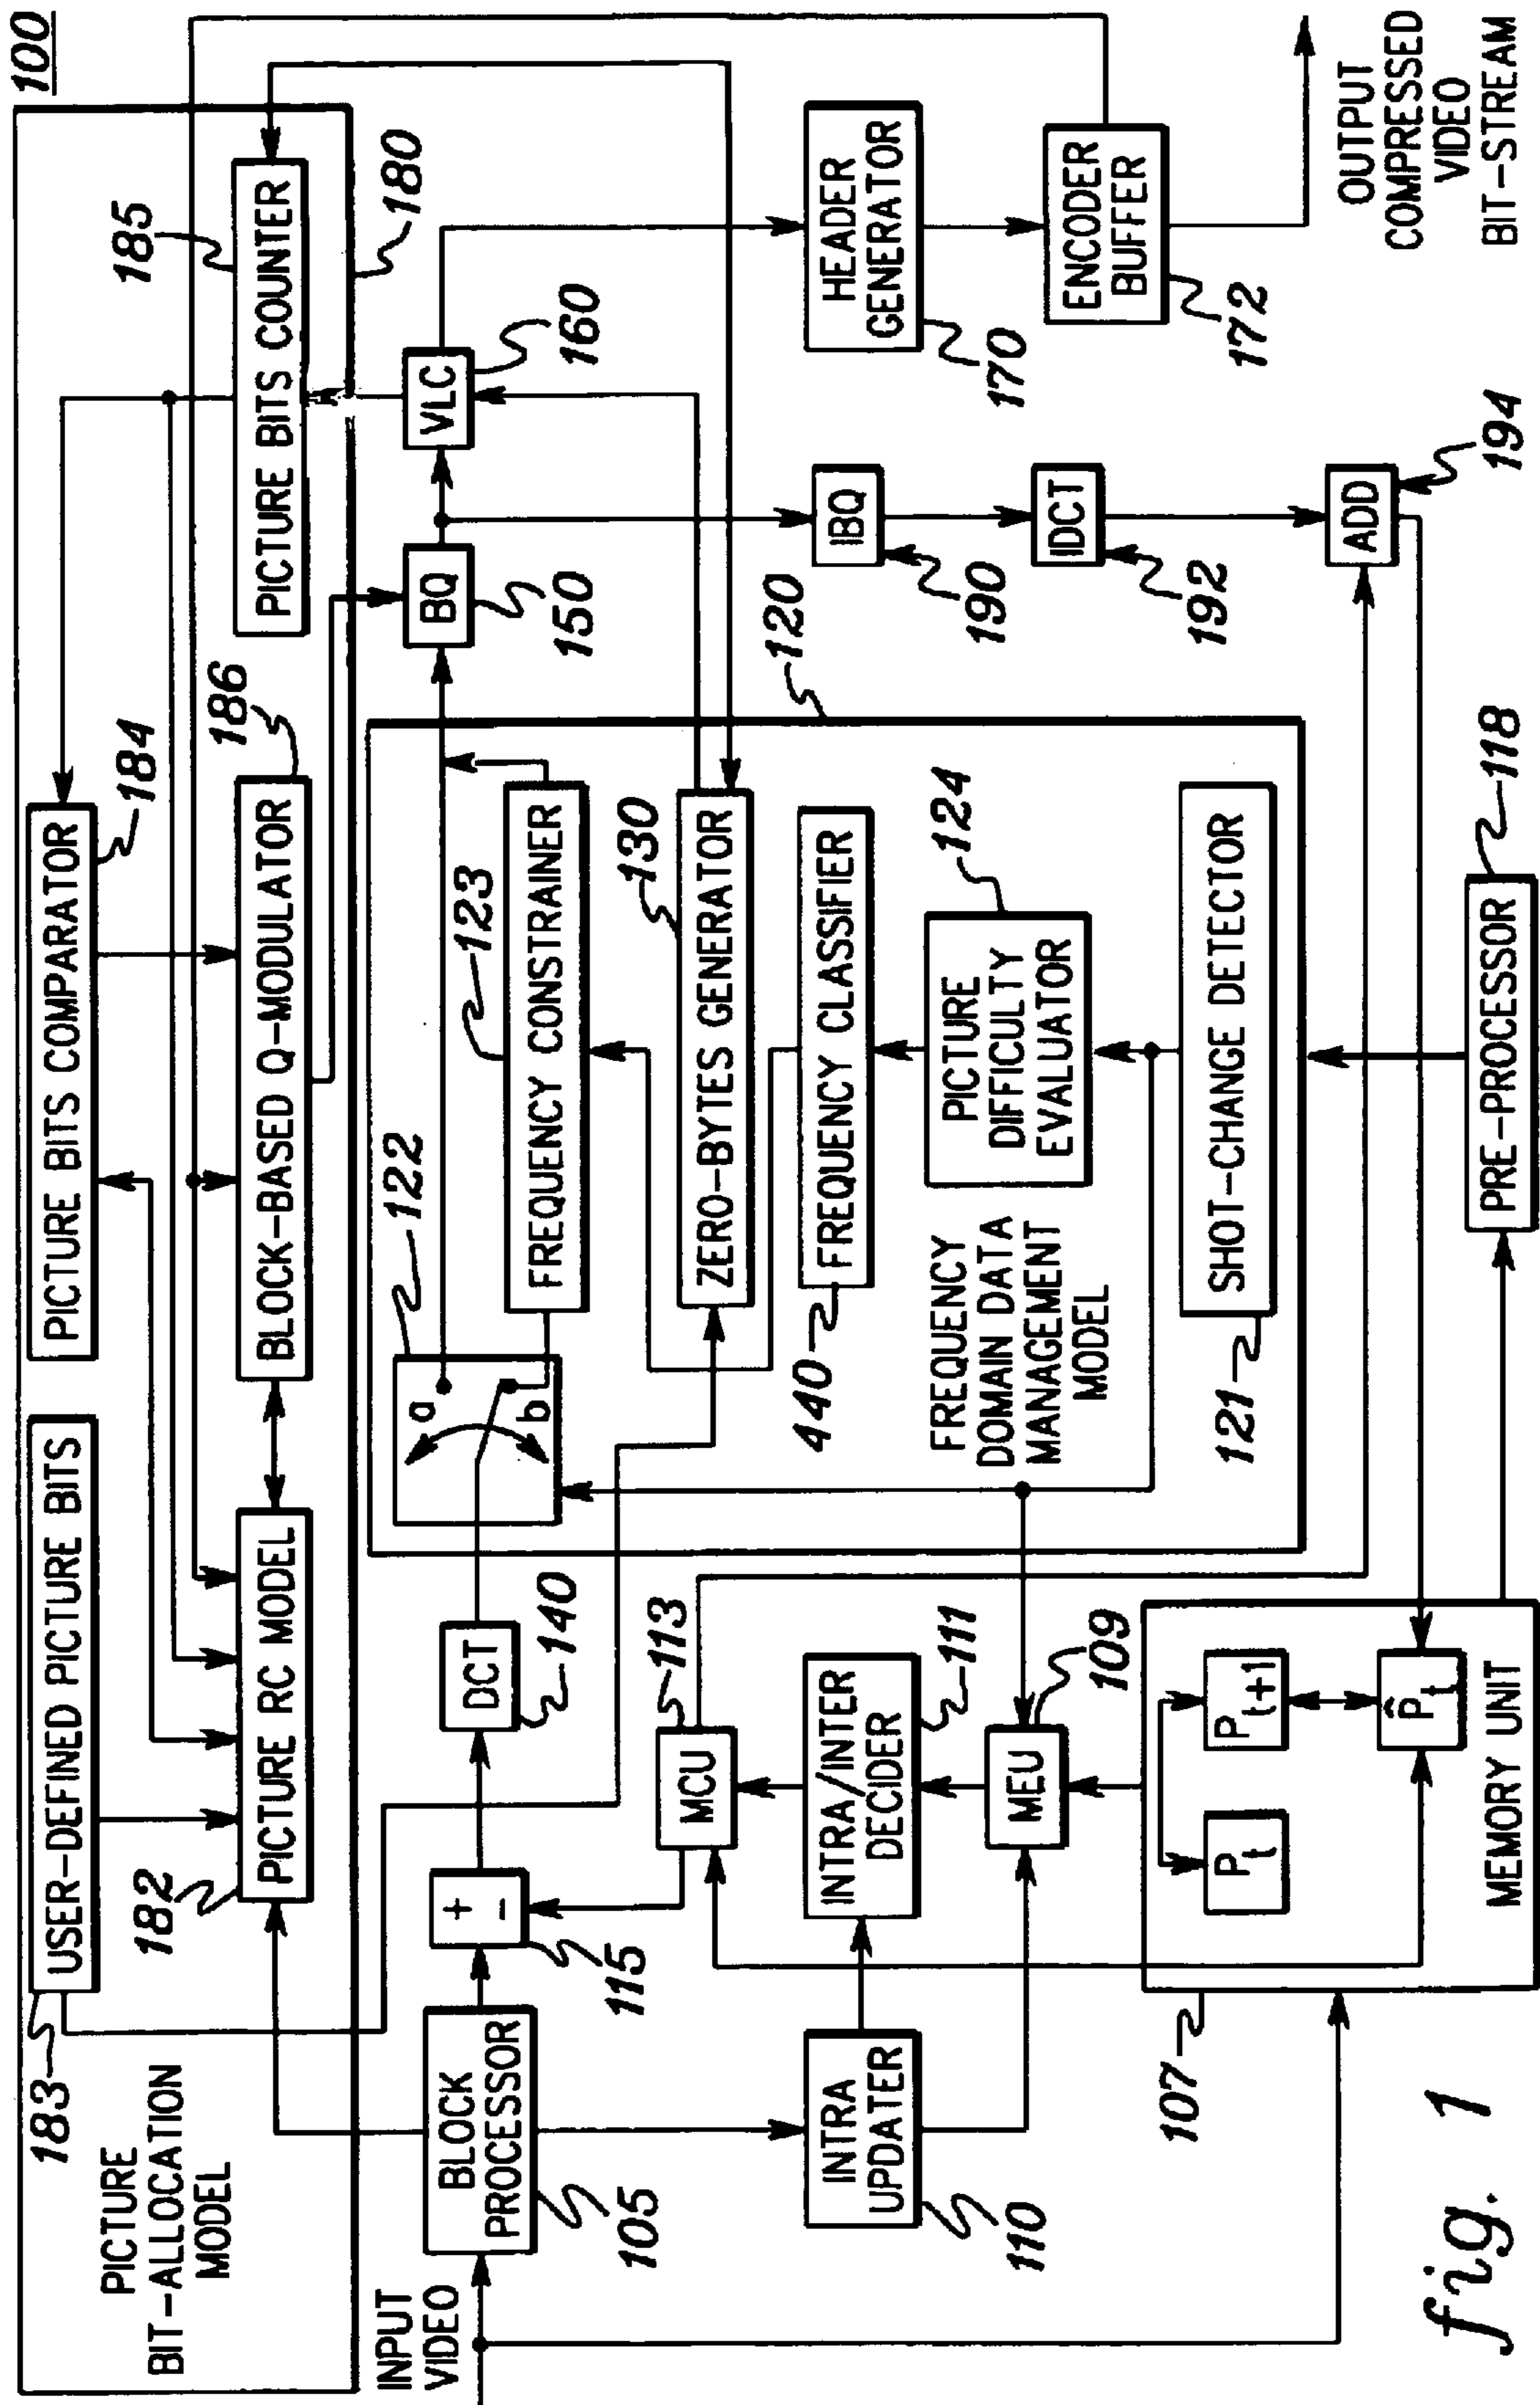 100
183
USER-DEFINED PICTURE BITS
PICTURE BITS COMPARATOR
184
185
PICTURE
BIT-ALLOCATION
MODEL
182
PICTURE RC MODEL
BLOCK-BASED Q-MODULATOR
186
PICTURE BITS COUNTER
180
INPUT
VIDEO
BLOCK
PROCESSOR
105
+
-
115
DCT
140
122
a
b
FREQUENCY CONSTRAINER
123
BQ
150
VLC
160
MCU
113
ZERO-BYTES GENERATOR
130
120
INTRA
UPDATER
110
INTRA/INTER
DECIDER
111
440
FREQUENCY CLASSIFIER
IBQ
190
HEADER
GENERATOR
170
MEU
109
FREQUENCY
DOMAIN DATA
MANAGEMENT
MODEL
PICTURE
DIFFICULTY
EVALUATOR
124
IDCT
192
ENCODER
BUFFER
172
107
Pt
Pt+1
P̂t
MEMORY UNIT
121
SHOT-CHANGE DETECTOR
ADD
194
PRE-PROCESSOR
118
OUTPUT
COMPRESSED
VIDEO
BIT-STREAM
fig. 1